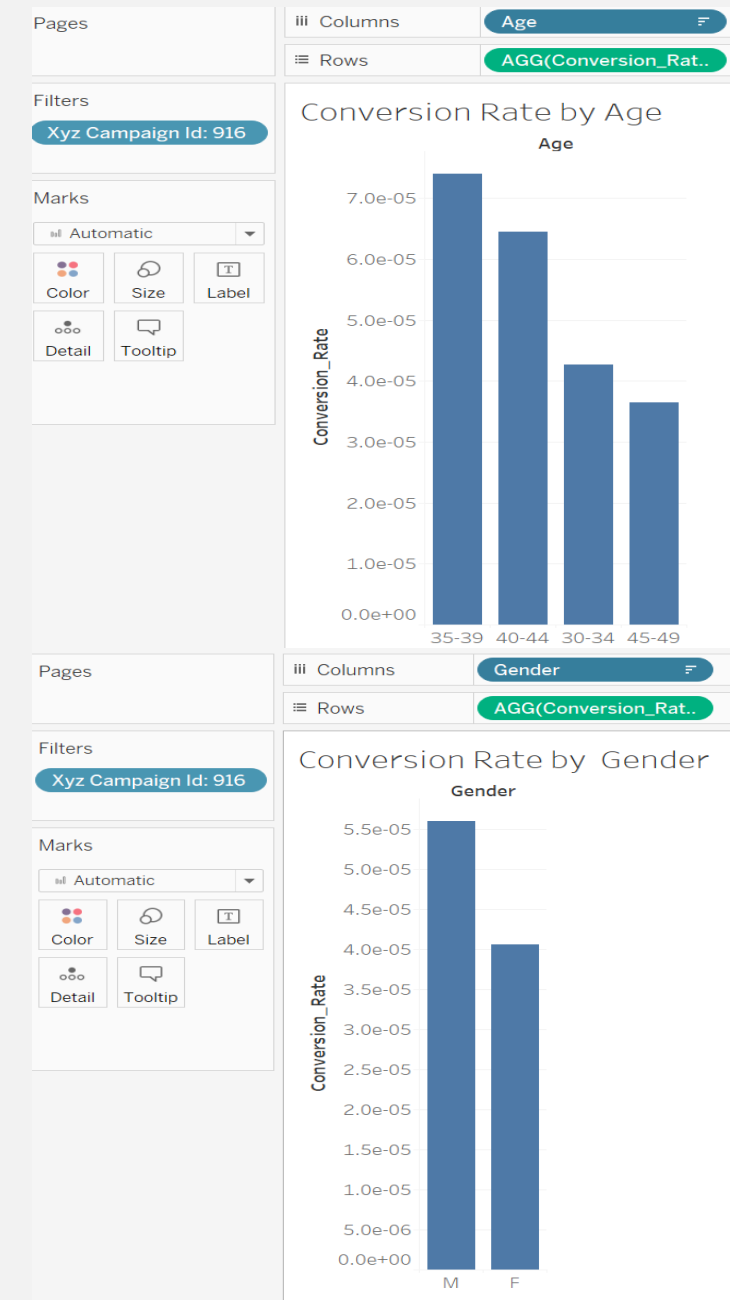 Pages
Columns Age
Rows AGG(Conversion_Rat..
Filters
Xyz Campaign Id: 916
Marks
Automatic
Color Size Label
Detail Tooltip
Conversion Rate by Age
Age
Conversion_Rate
7.0e-05
6.0e-05
5.0e-05
4.0e-05
3.0e-05
2.0e-05
1.0e-05
0.0e+00
35-39 40-44 30-34 45-49
Pages
Columns Gender
Rows AGG(Conversion_Rat..
Filters
Xyz Campaign Id: 916
Marks
Automatic
Color Size Label
Detail Tooltip
Conversion Rate by Gender
Gender
Conversion_Rate
5.5e-05
5.0e-05
4.5e-05
4.0e-05
3.5e-05
3.0e-05
2.5e-05
2.0e-05
1.5e-05
1.0e-05
5.0e-06
0.0e+00
M F